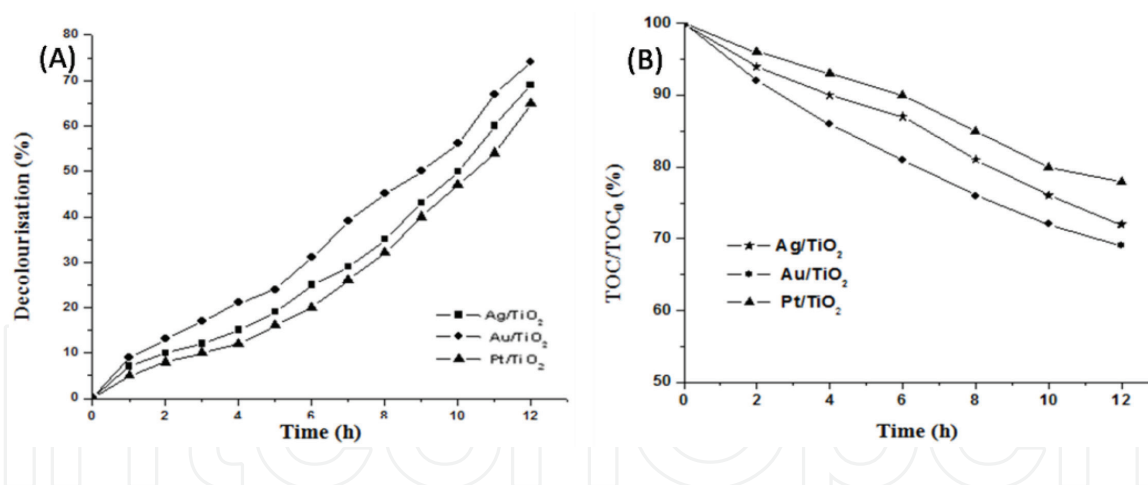 (A)
Decolourisation (%)
80
70
60
50
40
30
20
10
0
Ag/TiO₂
Au/TiO₂
Pt/TiO₂
0 2 4 6 8 10 12
Time (h)
(B)
TOC/TOC₀ (%)
100
90
80
70
60
50
Ag/TiO₂
Au/TiO₂
Pt/TiO₂
0 2 4 6 8 10 12
Time (h)